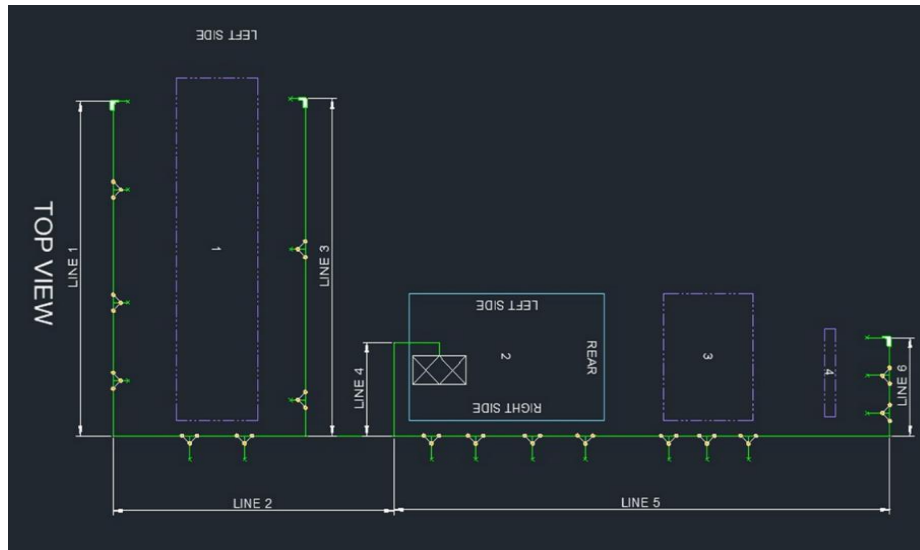 LEFT SIDE
TOP VIEW
LINE 1
1
LINE 3
LINE 4
LEFT SIDE
2
REAR
RIGHT SIDE
3
4
LINE 6
LINE 2
LINE 5